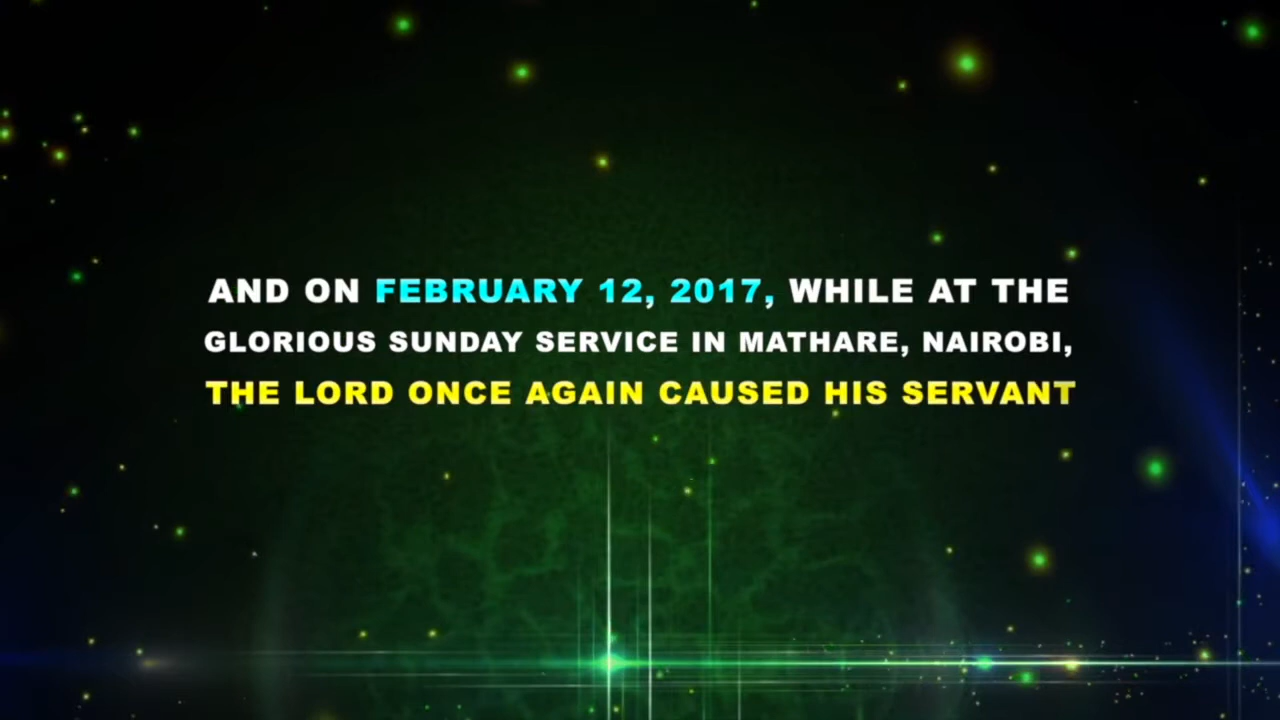 AND ON FEBRUARY 12, 2017, WHILE AT THE
GLORIOUS SUNDAY SERVICE IN MATHARE, NAIROBI,
THE LORD ONCE AGAIN CAUSED HIS SERVANT